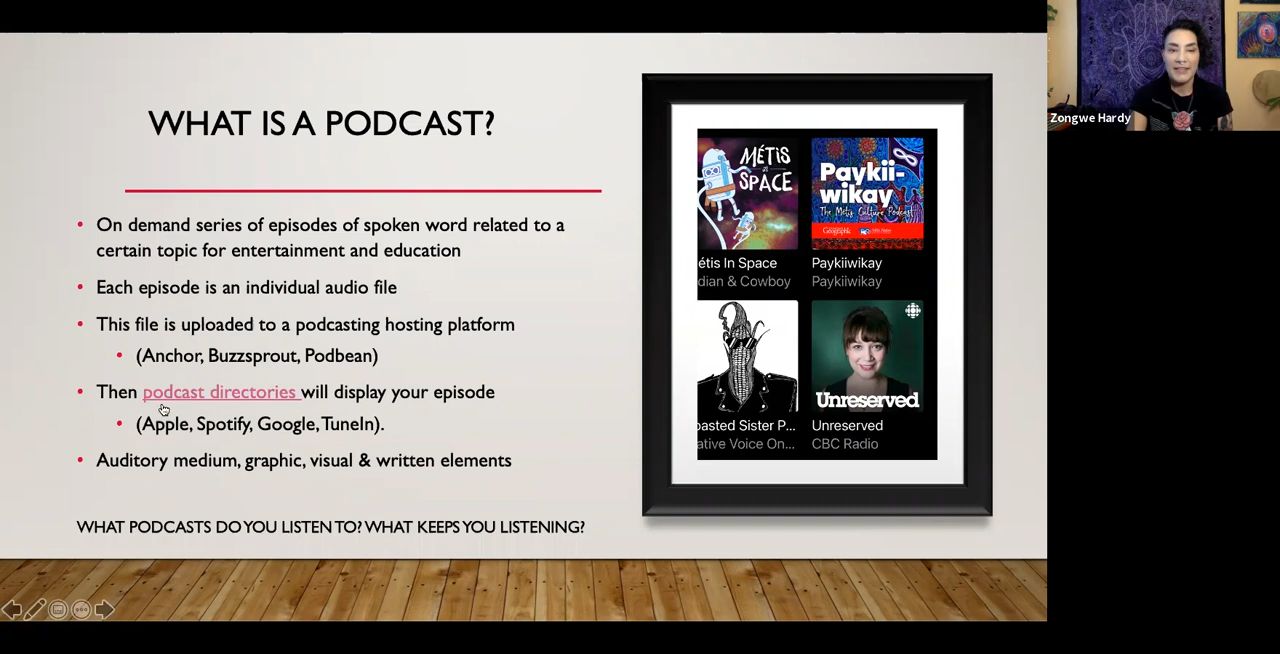 WHAT IS A PODCAST?
• On demand series of episodes of spoken word related to a
certain topic for entertainment and education
• Each episode is an individual audio file
• This file is uploaded to a podcasting hosting platform
• (Anchor, Buzzsprout, Podbean)
• Then podcast directories will display your episode
• (Apple, Spotify, Google, TuneIn).
• Auditory medium, graphic, visual & written elements
WHAT PODCASTS DO YOU LISTEN TO? WHAT KEEPS YOU LISTENING?
MÉTIS
IN
SPACE
étis In Space
dian & Cowboy
Paykii-
wikay
The Métis Culture Podcast
Geographic
Paykiiwikay
Paykiiwikay
oasted Sister P...
ative Voice On...
Unreserved
Unreserved
CBC Radio
Zongwe Hardy